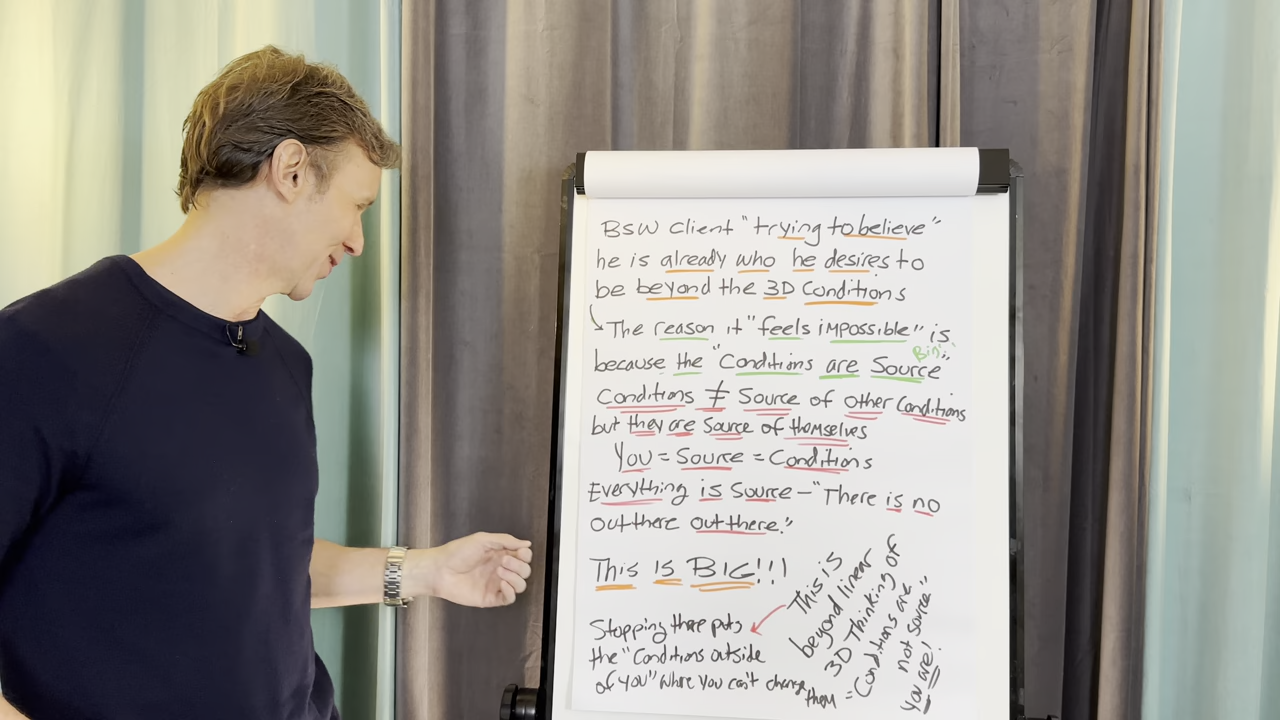 BSW Client "trying to believe"
he is already who he desires to
be beyond the 3D Conditions
The reason it "feels impossible" is
because the "Conditions are Source"
Big!
Conditions ≠ Source of other Conditions
but they are Source of themselves
You = Source = Conditions
Everything is Source - "There is no
out there out there."
This is BIG!!!
Stopping there puts
the "Conditions outside
of you" where you can't change
them
This is
beyond linear
3D Thinking of
"Conditions are
not source"
you are!